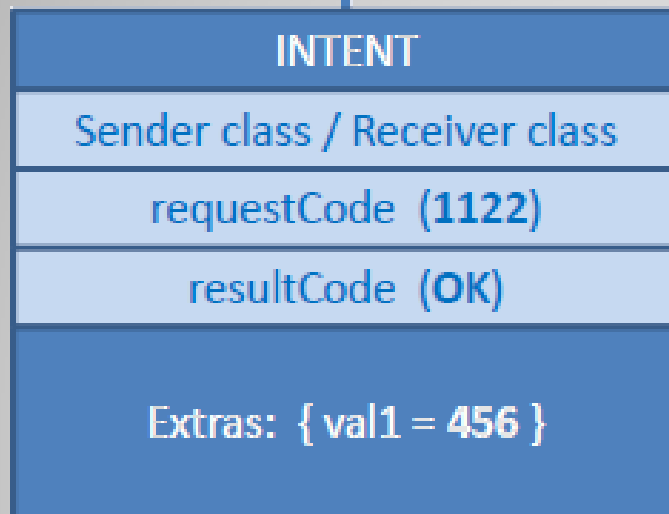 INTENT
Sender class / Receiver class
requestCode (1122)
resultCode (OK)
Extras: { val1 = 456 }